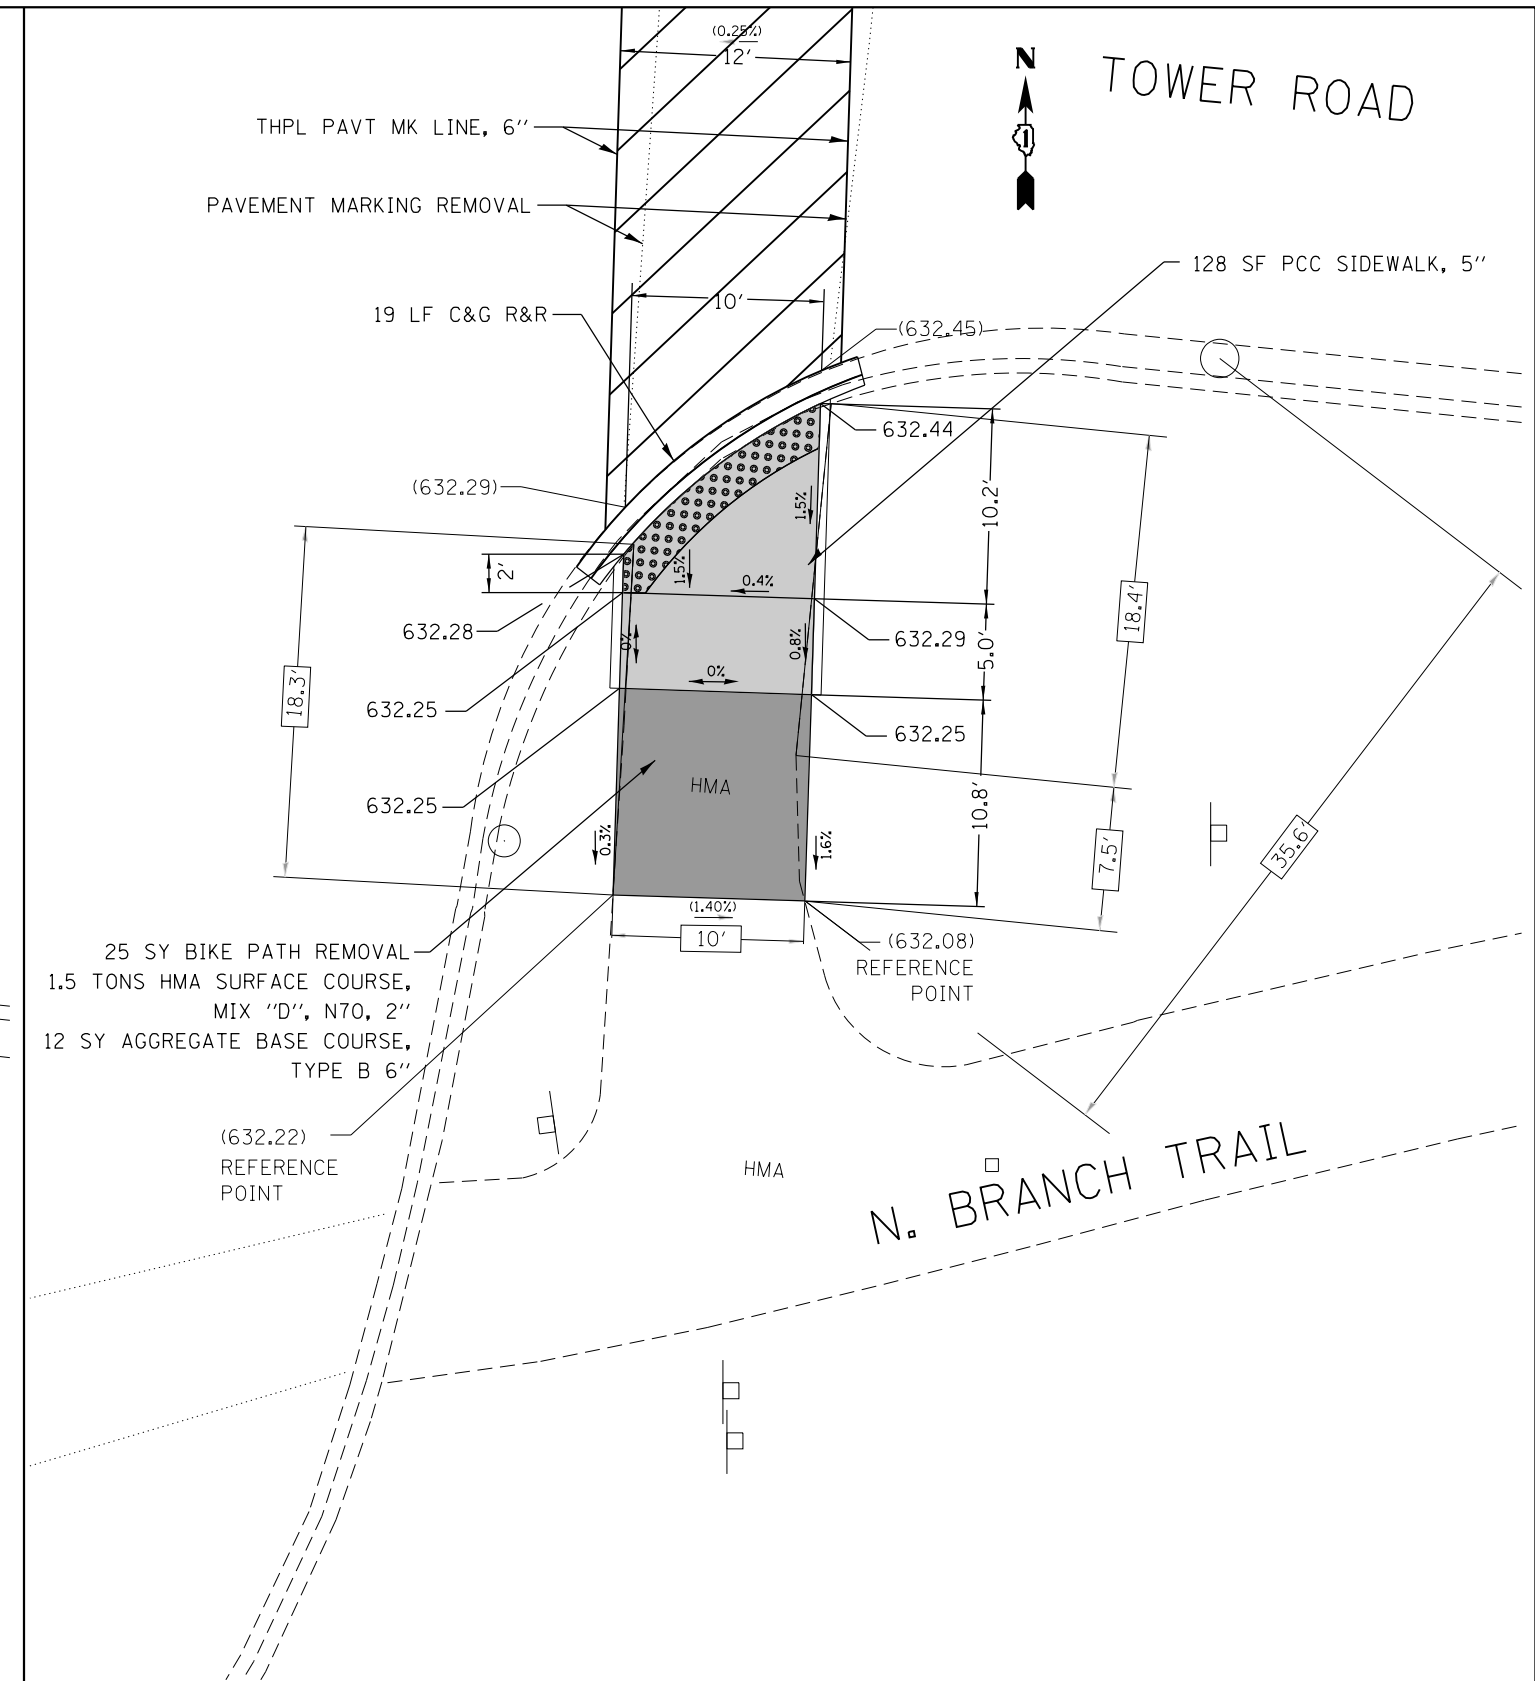 (0.25%)
12'
N
1
TOWER ROAD
THPL PAVT MK LINE, 6"
PAVEMENT MARKING REMOVAL
128 SF PCC SIDEWALK, 5"
10'
19 LF C&G R&R
(632.45)
632.44
(632.29)
10.2'
1.5%
2'
1.5%
0.4%
18.4'
632.28
0%
0.8%
632.29
5.0'
18.3'
0%
632.25
632.25
HMA
632.25
10.8'
0.3%
1.6%
7.5'
35.6'
(1.40%)
10'
25 SY BIKE PATH REMOVAL
1.5 TONS HMA SURFACE COURSE,
MIX "D", N70, 2"
12 SY AGGREGATE BASE COURSE,
TYPE B 6"
(632.08)
REFERENCE
POINT
(632.22)
REFERENCE
POINT
HMA
N. BRANCH TRAIL